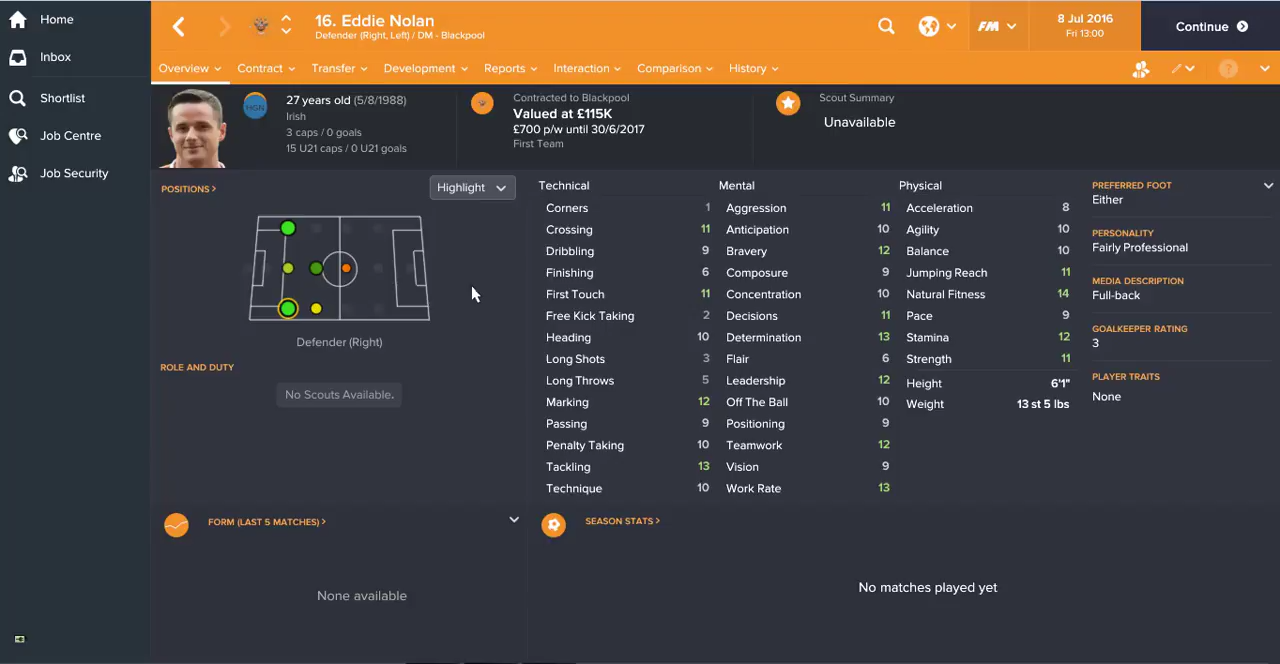 Home
Inbox
Shortlist
Job Centre
Job Security
16. Eddie Nolan
Defender (Right, Left) / DM - Blackpool
FM
8 Jul 2016
Fri 13:00
Continue
Overview
Contract
Transfer
Development
Reports
Interaction
Comparison
History
?
HGN
27 years old (5/8/1988)
Irish
3 caps / 0 goals
15 U21 caps / 0 U21 goals
Contracted to Blackpool
Valued at £115K
£700 p/w until 30/6/2017
First Team
Scout Summary
Unavailable
POSITIONS >
Highlight
Defender (Right)
ROLE AND DUTY
No Scouts Available.
Technical
Corners 1
Crossing 11
Dribbling 9
Finishing 6
First Touch 11
Free Kick Taking 2
Heading 10
Long Shots 3
Long Throws 5
Marking 12
Passing 9
Penalty Taking 10
Tackling 13
Technique 10
Mental
Aggression 11
Anticipation 10
Bravery 12
Composure 9
Concentration 10
Decisions 11
Determination 13
Flair 6
Leadership 12
Off The Ball 10
Positioning 9
Teamwork 12
Vision 9
Work Rate 13
Physical
Acceleration 8
Agility 10
Balance 10
Jumping Reach 11
Natural Fitness 14
Pace 9
Stamina 12
Strength 11
Height 6'1"
Weight 13 st 5 lbs
PREFERRED FOOT
Either
PERSONALITY
Fairly Professional
MEDIA DESCRIPTION
Full-back
GOALKEEPER RATING
3
PLAYER TRAITS
None
FORM (LAST 5 MATCHES) >
None available
SEASON STATS >
No matches played yet